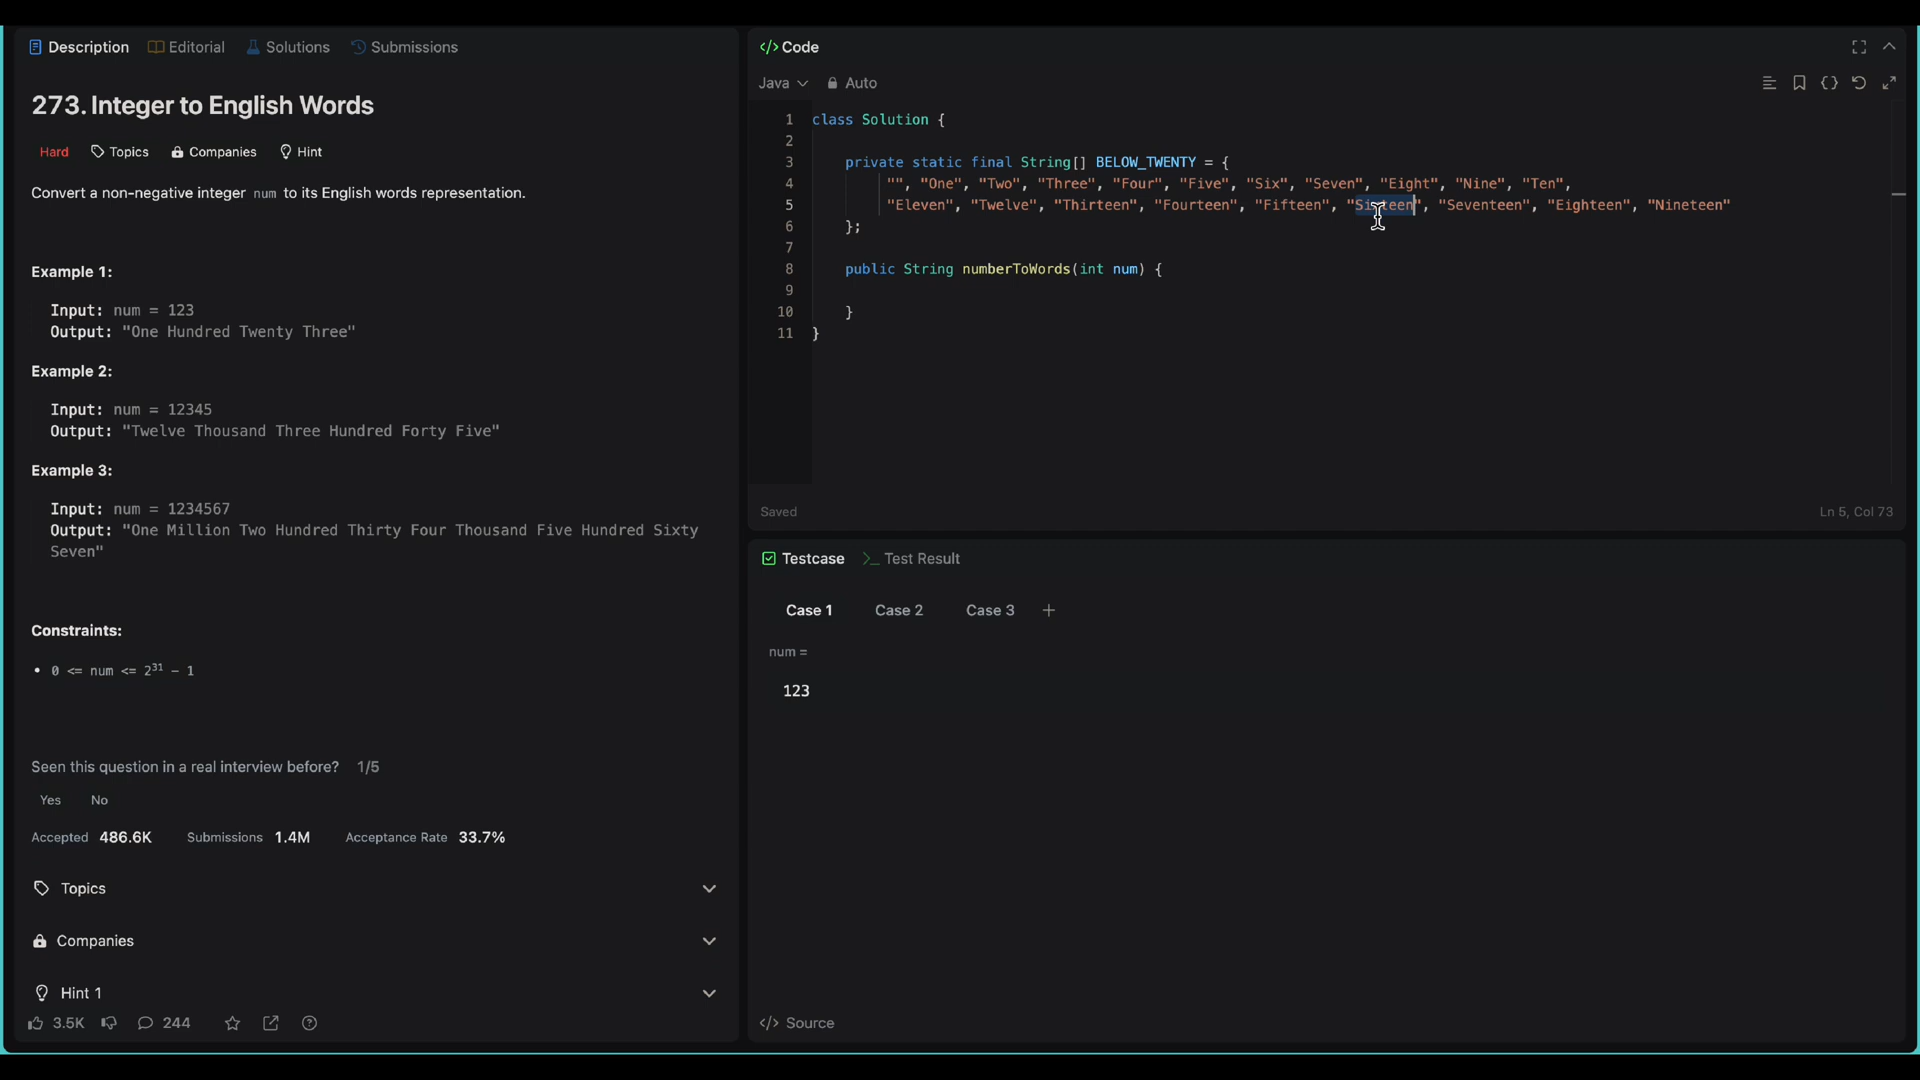 Description Editorial Solutions Submissions
273. Integer to English Words
Hard Topics Companies Hint
Convert a non-negative integer num to its English words representation.
Example 1:
Input: num = 123
Output: "One Hundred Twenty Three"
Example 2:
Input: num = 12345
Output: "Twelve Thousand Three Hundred Forty Five"
Example 3:
Input: num = 1234567
Output: "One Million Two Hundred Thirty Four Thousand Five Hundred Sixty
Seven"
Constraints:
• 0 <= num <= 2³¹ - 1
Seen this question in a real interview before? 1/5
Yes No
Accepted 486.6K Submissions 1.4M Acceptance Rate 33.7%
Topics
Companies
Hint 1
3.5K 244
</> Code
Java Auto
1 class Solution {
2
3 private static final String[] BELOW_TWENTY = {
4 "", "One", "Two", "Three", "Four", "Five", "Six", "Seven", "Eight", "Nine", "Ten",
5 "Eleven", "Twelve", "Thirteen", "Fourteen", "Fifteen", "Sixteen", "Seventeen", "Eighteen", "Nineteen"
6 };
7
8 public String numberToWords(int num) {
9
10 }
11 }
Saved Ln 5, Col 73
Testcase >_ Test Result
Case 1 Case 2 Case 3 +
num =
123
</> Source